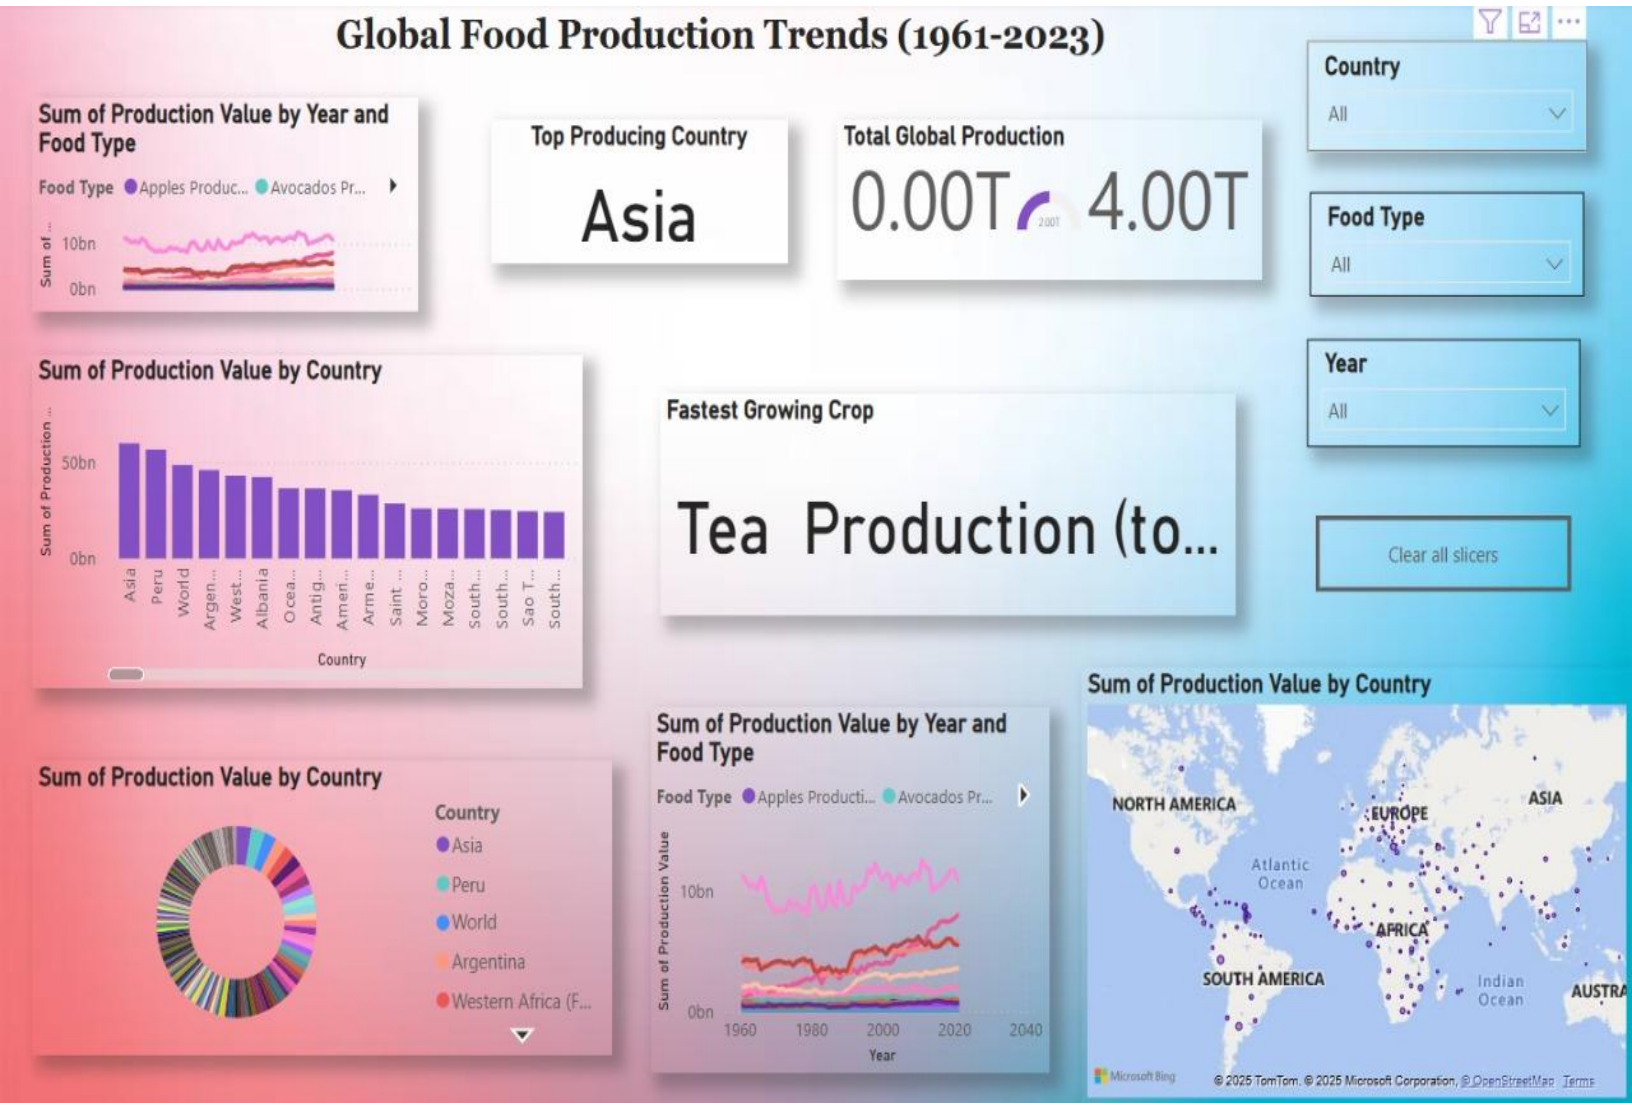 Global Food Production Trends (1961-2023)
Country
All
Food Type
All
Year
All
Clear all slicers
Sum of Production Value by Year and
Food Type
Food Type Apples Produc... Avocados Pr...
Sum of ...
10bn
0bn
Top Producing Country
Asia
Total Global Production
0.00T 2.00T 4.00T
Sum of Production Value by Country
Sum of Production ...
50bn
0bn
Asia
Peru
World
Argen...
West...
Albania
Ocea...
Antig...
Ameri...
Arme...
Saint ...
Moro...
Moza...
South...
South...
Sao T...
South...
Country
Fastest Growing Crop
Tea Production (to...
Sum of Production Value by Country
Country
Asia
Peru
World
Argentina
Western Africa (F...
Sum of Production Value by Year and
Food Type
Food Type Apples Producti... Avocados Pr...
Sum of Production Value
10bn
0bn
1960 1980 2000 2020 2040
Year
Sum of Production Value by Country
NORTH AMERICA
EUROPE
ASIA
Atlantic
Ocean
AFRICA
SOUTH AMERICA
Indian
Ocean
AUSTRA
Microsoft Bing
© 2025 TomTom, © 2025 Microsoft Corporation, © OpenStreetMap Terms